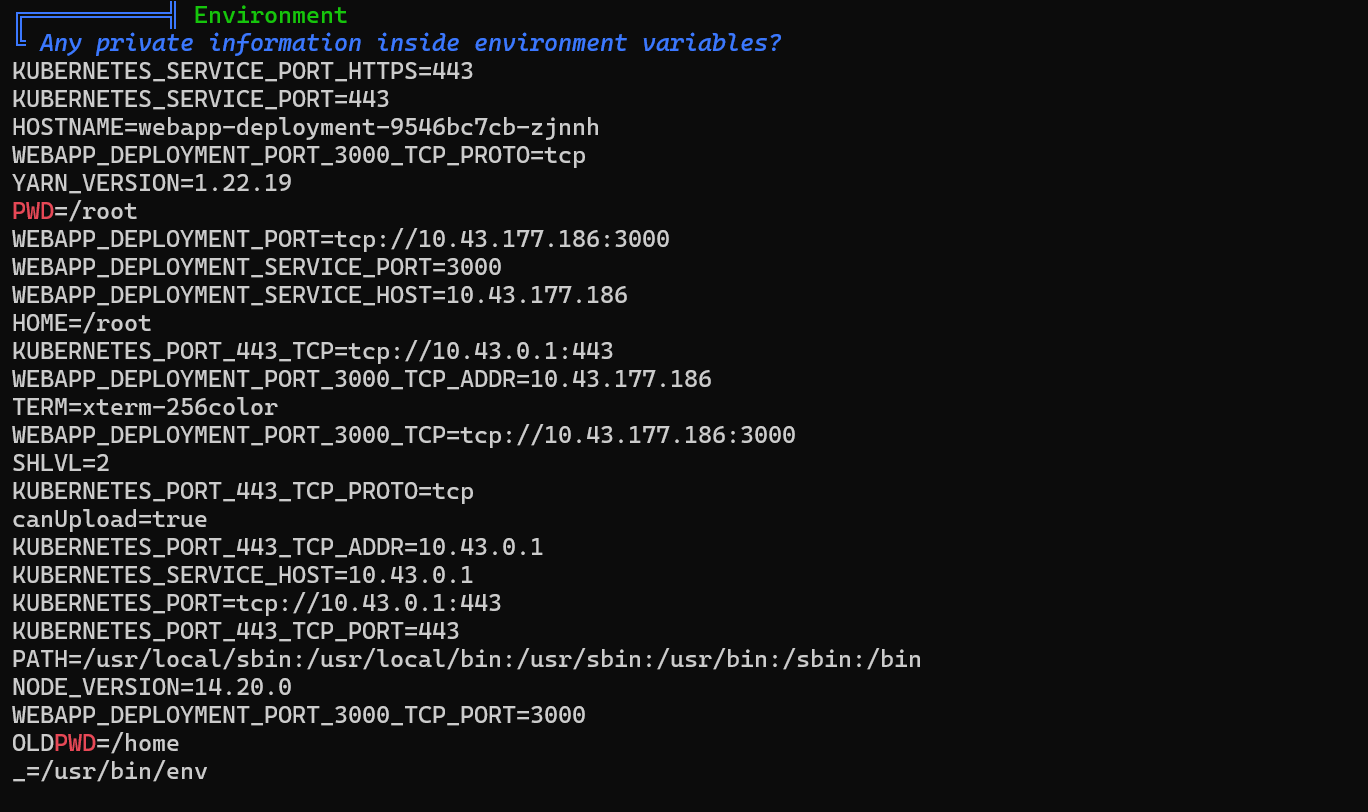 Environment
Any private information inside environment variables?
KUBERNETES_SERVICE_PORT_HTTPS=443
KUBERNETES_SERVICE_PORT=443
HOSTNAME=webapp-deployment-9546bc7cb-zjnnh
WEBAPP_DEPLOYMENT_PORT_3000_TCP_PROTO=tcp
YARN_VERSION=1.22.19
PWD=/root
WEBAPP_DEPLOYMENT_PORT=tcp://10.43.177.186:3000
WEBAPP_DEPLOYMENT_SERVICE_PORT=3000
WEBAPP_DEPLOYMENT_SERVICE_HOST=10.43.177.186
HOME=/root
KUBERNETES_PORT_443_TCP=tcp://10.43.0.1:443
WEBAPP_DEPLOYMENT_PORT_3000_TCP_ADDR=10.43.177.186
TERM=xterm-256color
WEBAPP_DEPLOYMENT_PORT_3000_TCP=tcp://10.43.177.186:3000
SHLVL=2
KUBERNETES_PORT_443_TCP_PROTO=tcp
canUpload=true
KUBERNETES_PORT_443_TCP_ADDR=10.43.0.1
KUBERNETES_SERVICE_HOST=10.43.0.1
KUBERNETES_PORT=tcp://10.43.0.1:443
KUBERNETES_PORT_443_TCP_PORT=443
PATH=/usr/local/sbin:/usr/local/bin:/usr/sbin:/usr/bin:/sbin:/bin
NODE_VERSION=14.20.0
WEBAPP_DEPLOYMENT_PORT_3000_TCP_PORT=3000
OLDPWD=/home
_=/usr/bin/env